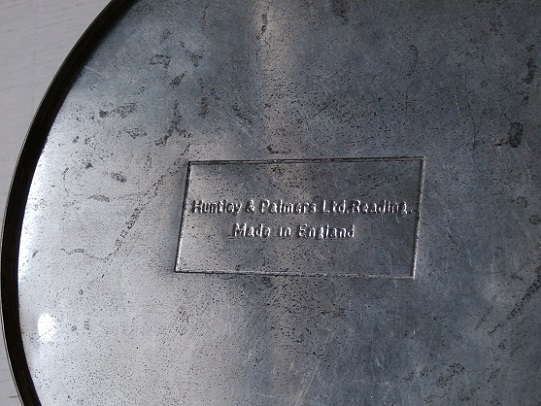 Huntley & Palmers Ltd. Reading.
Made in England